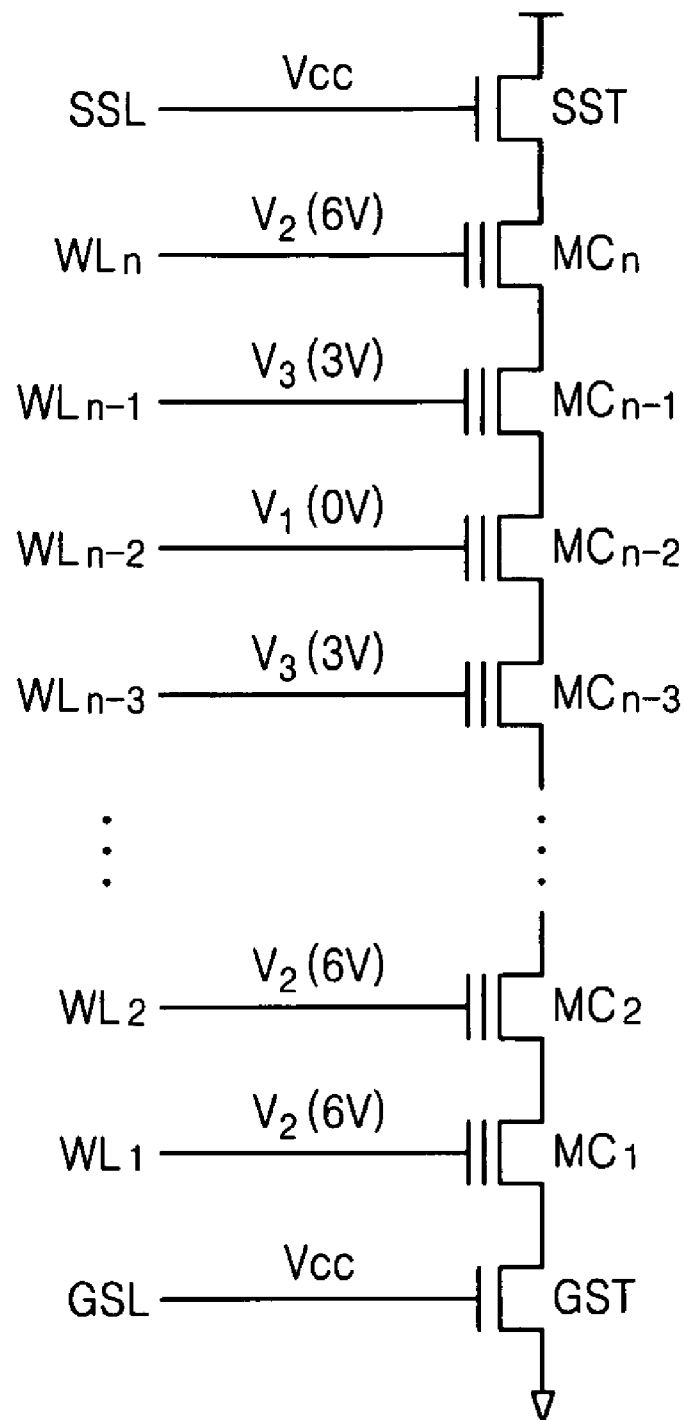 SSL Vcc SST
WLn V2 (6V) MCn
WLn-1 V3 (3V) MCn-1
WLn-2 V1 (0V) MCn-2
WLn-3 V3 (3V) MCn-3
WL2 V2 (6V) MC2
WL1 V2 (6V) MC1
GSL Vcc GST